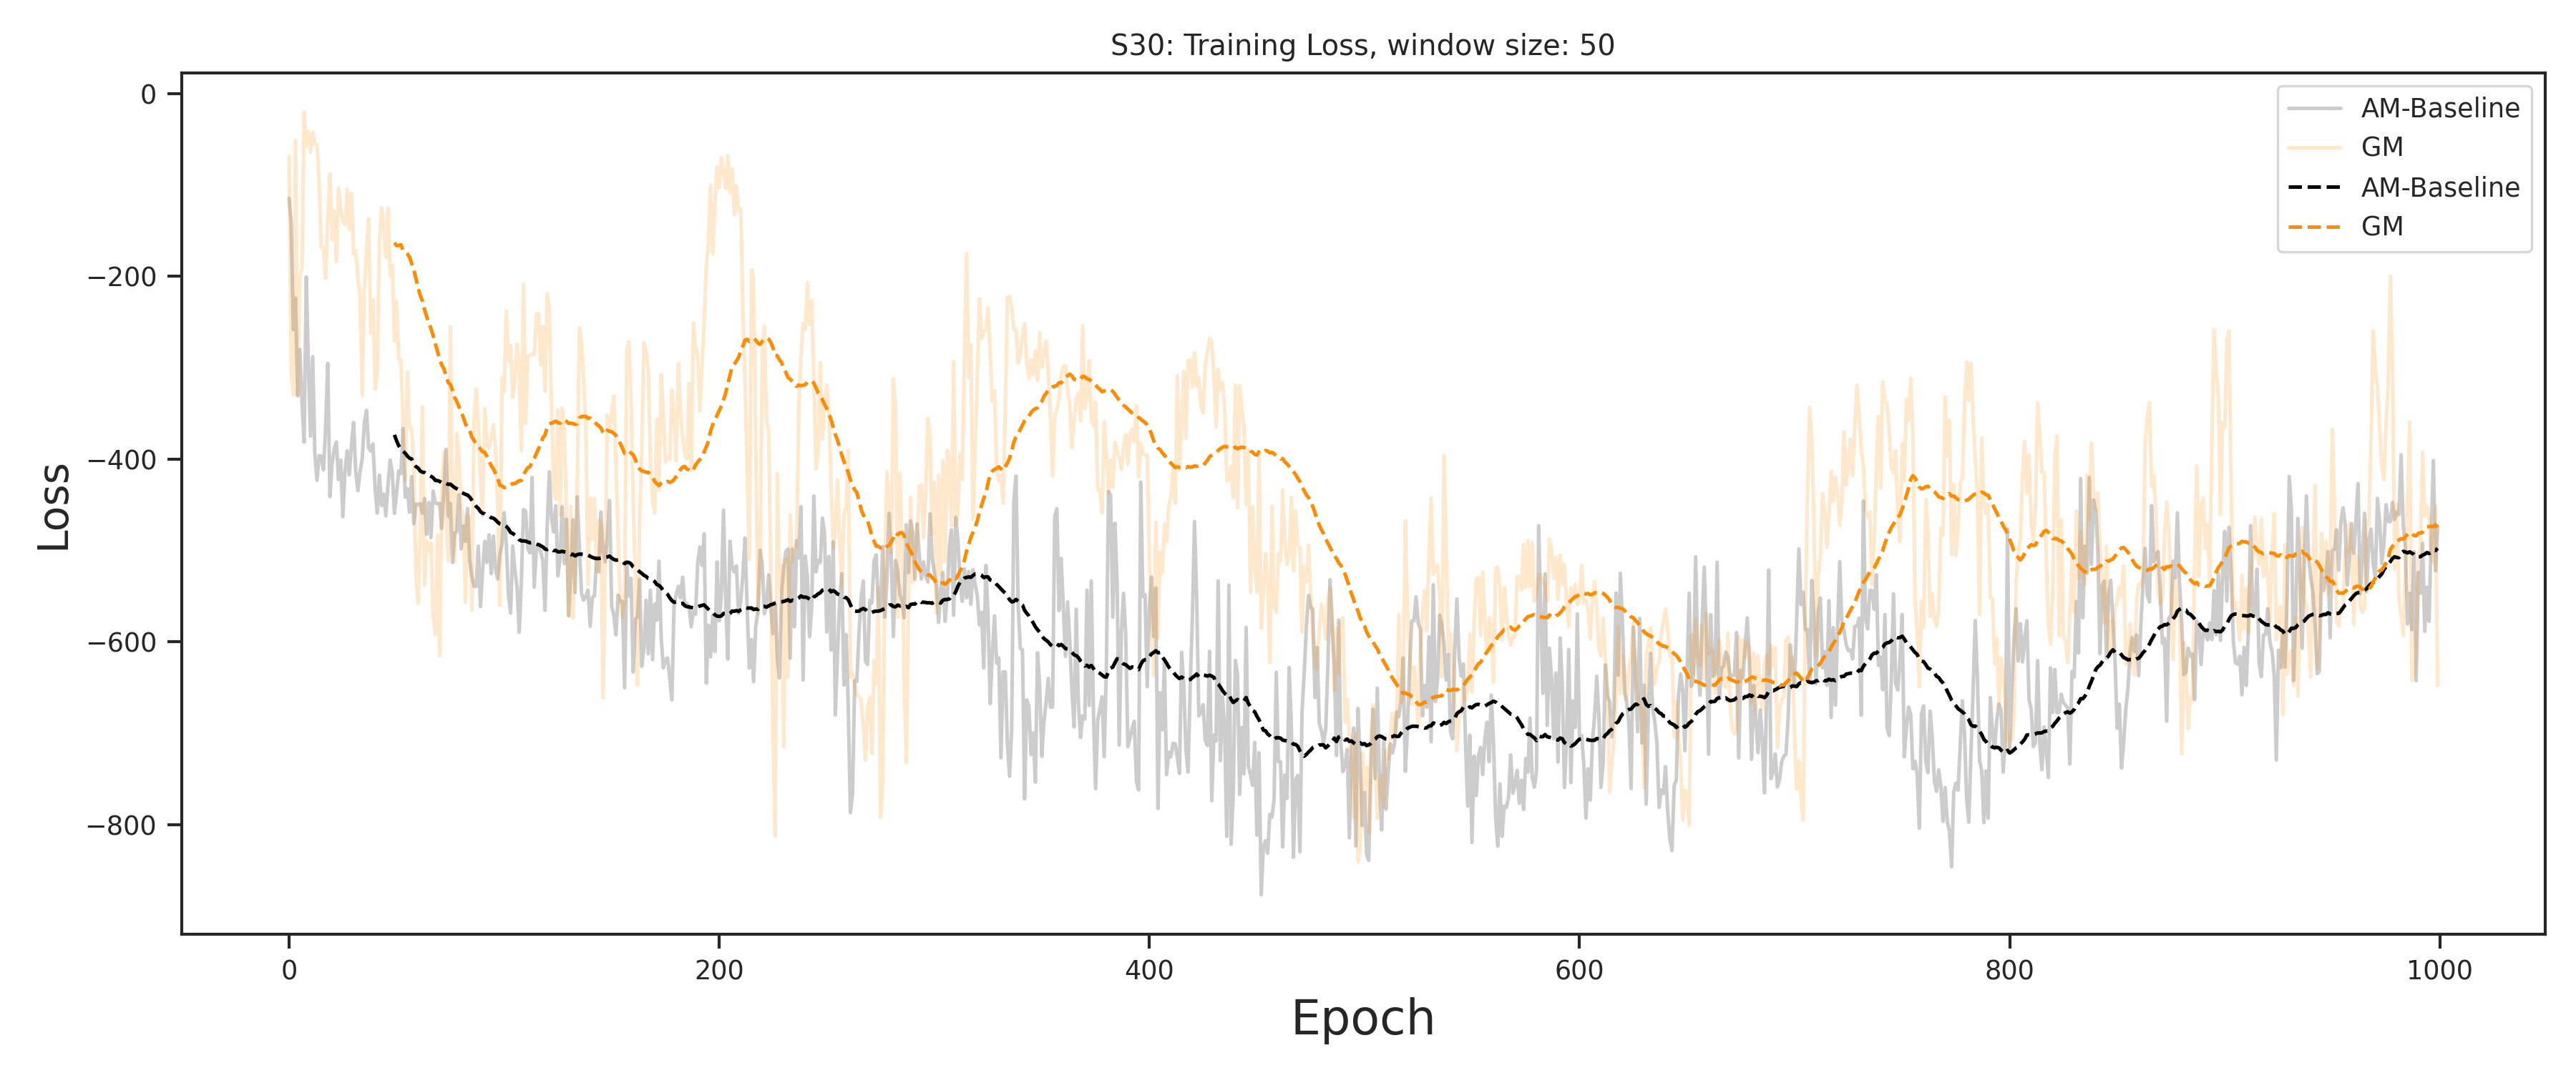 S30: Training Loss, window size: 50
0
−200
−400
−600
−800
Loss
AM-Baseline
GM
AM-Baseline
GM
0
200
400
600
800
1000
Epoch